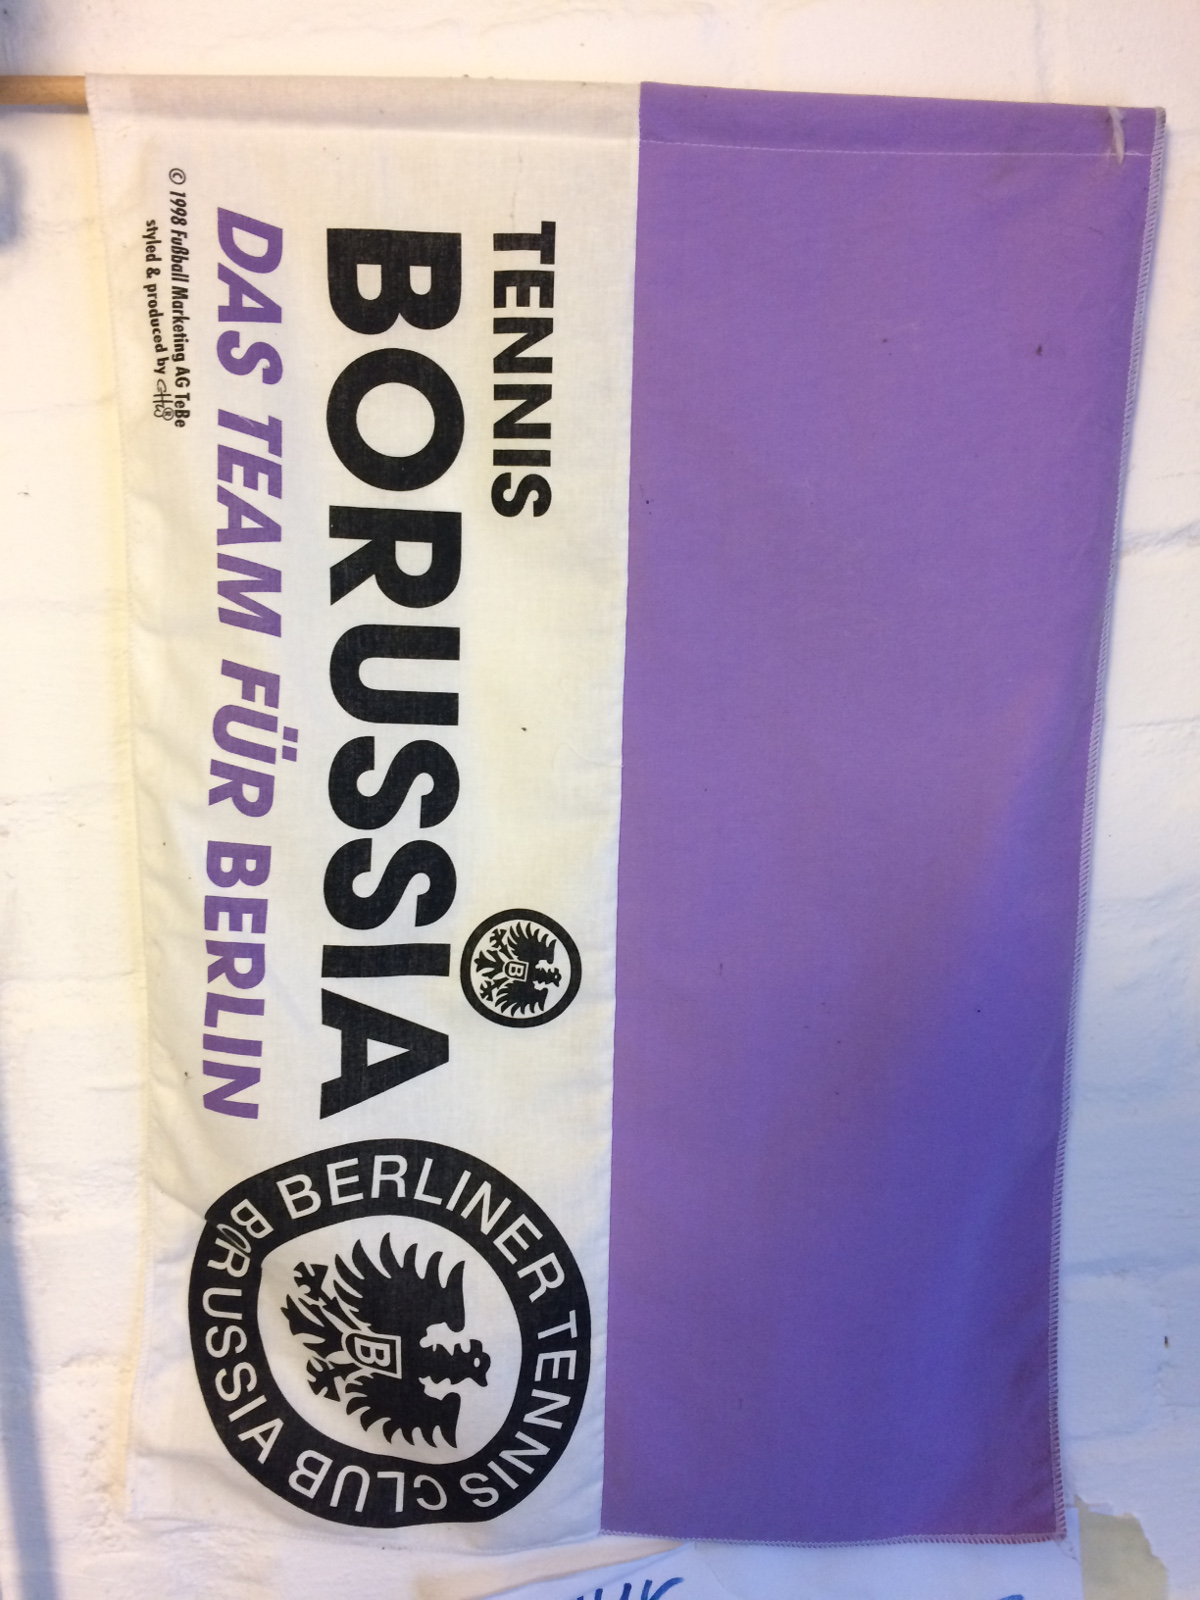 TENNIS
BORUSSIA
DAS TEAM FÜR BERLIN
© 1998 Fußball Marketing AG TeBe
styled & produced by
B
BERLINER TENNIS CLUB BORUSSIA
B